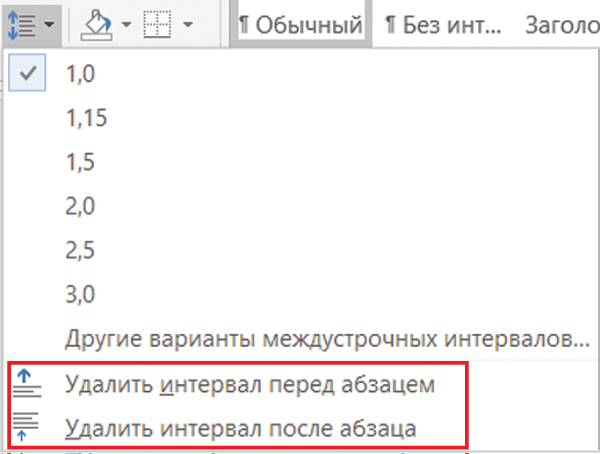 ¶ Обычный ¶ Без инт... Заголо
1,0
1,15
1,5
2,0
2,5
3,0
Другие варианты междустрочных интервалов...
Удалить интервал перед абзацем
Удалить интервал после абзаца